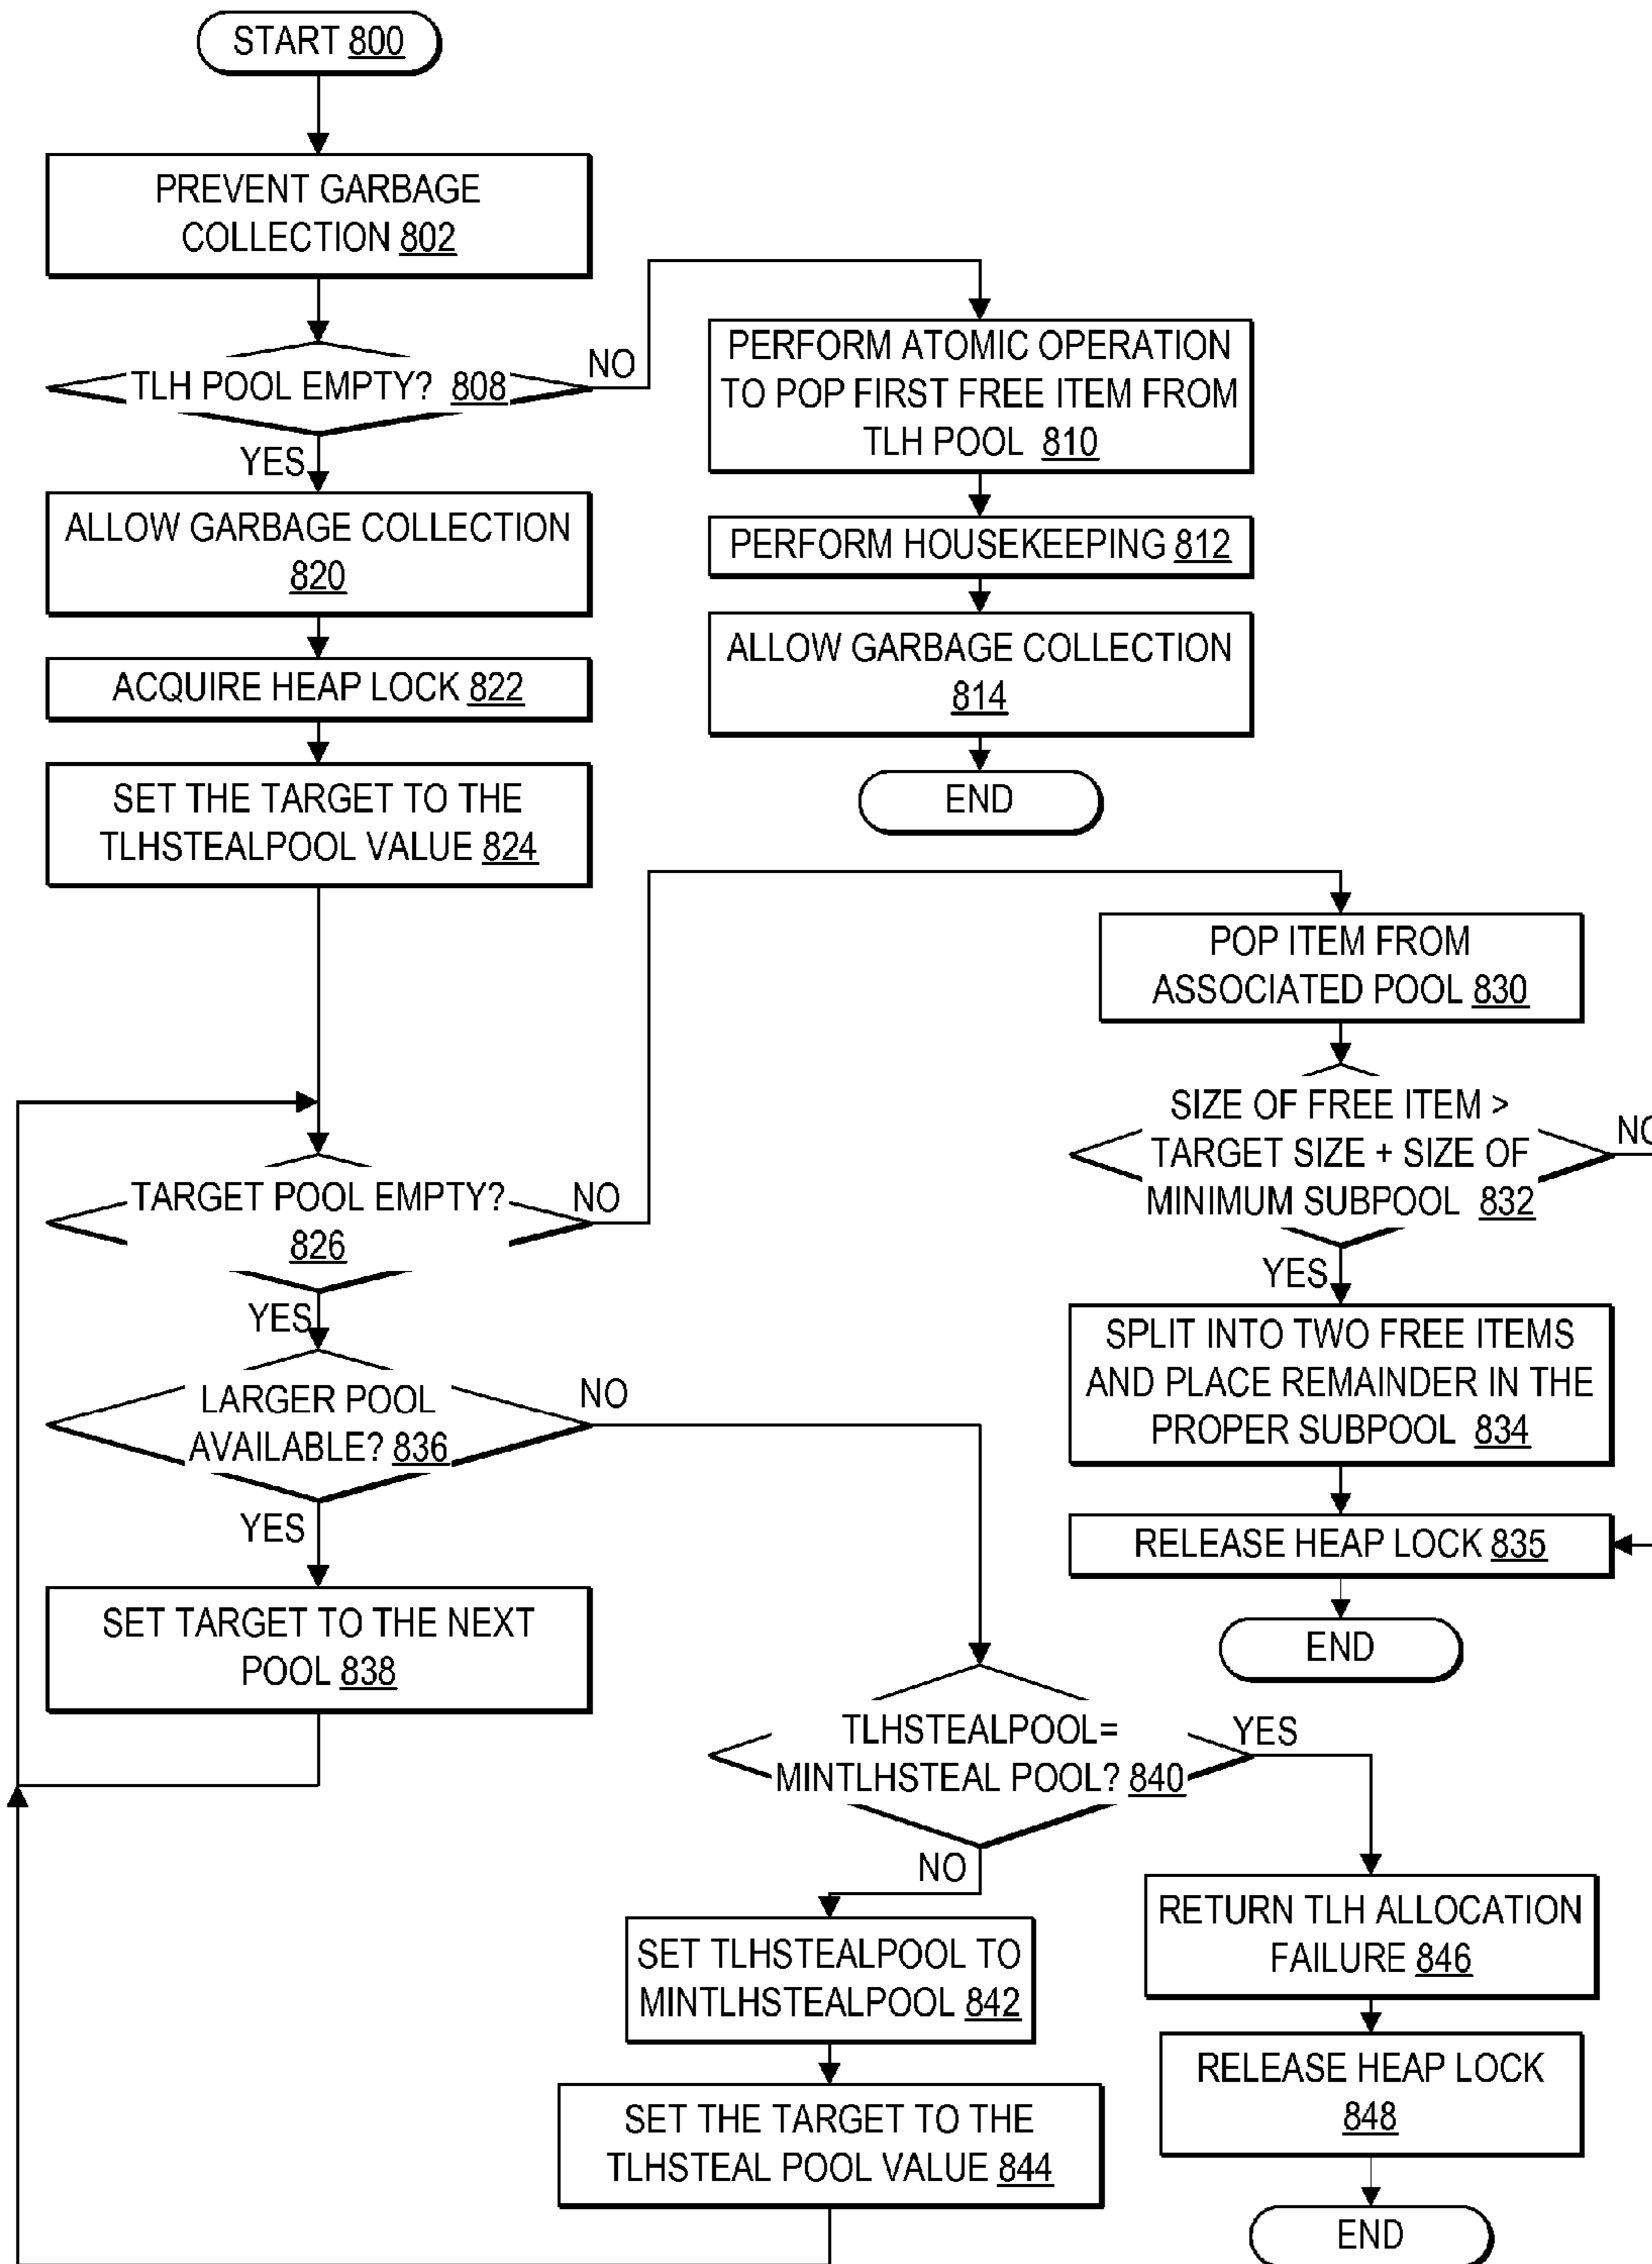 START 800
PREVENT GARBAGE
COLLECTION 802
TLH POOL EMPTY? 808
NO
YES
PERFORM ATOMIC OPERATION
TO POP FIRST FREE ITEM FROM
TLH POOL 810
PERFORM HOUSEKEEPING 812
ALLOW GARBAGE COLLECTION
814
END
ALLOW GARBAGE COLLECTION
820
ACQUIRE HEAP LOCK 822
SET THE TARGET TO THE
TLHSTEALPOOL VALUE 824
TARGET POOL EMPTY?
826
NO
YES
POP ITEM FROM
ASSOCIATED POOL 830
SIZE OF FREE ITEM >
TARGET SIZE + SIZE OF
MINIMUM SUBPOOL 832
NO
YES
SPLIT INTO TWO FREE ITEMS
AND PLACE REMAINDER IN THE
PROPER SUBPOOL 834
RELEASE HEAP LOCK 835
END
LARGER POOL
AVAILABLE? 836
NO
YES
SET TARGET TO THE NEXT
POOL 838
TLHSTEALPOOL=
MINTLHSTEAL POOL? 840
YES
NO
SET TLHSTEALPOOL TO
MINTLHSTEALPOOL 842
SET THE TARGET TO THE
TLHSTEAL POOL VALUE 844
RETURN TLH ALLOCATION
FAILURE 846
RELEASE HEAP LOCK
848
END